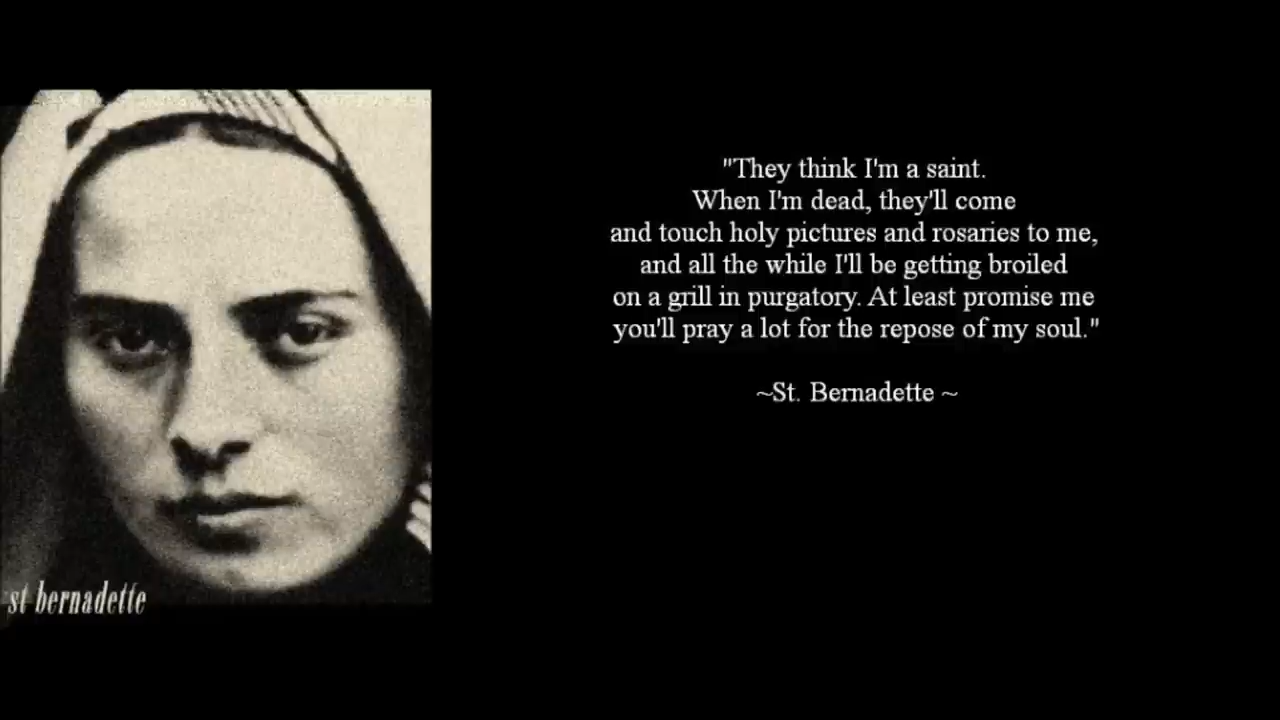 "They think I'm a saint.
When I'm dead, they'll come
and touch holy pictures and rosaries to me,
and all the while I'll be getting broiled
on a grill in purgatory. At least promise me
you'll pray a lot for the repose of my soul."
~St. Bernadette ~
st bernadette